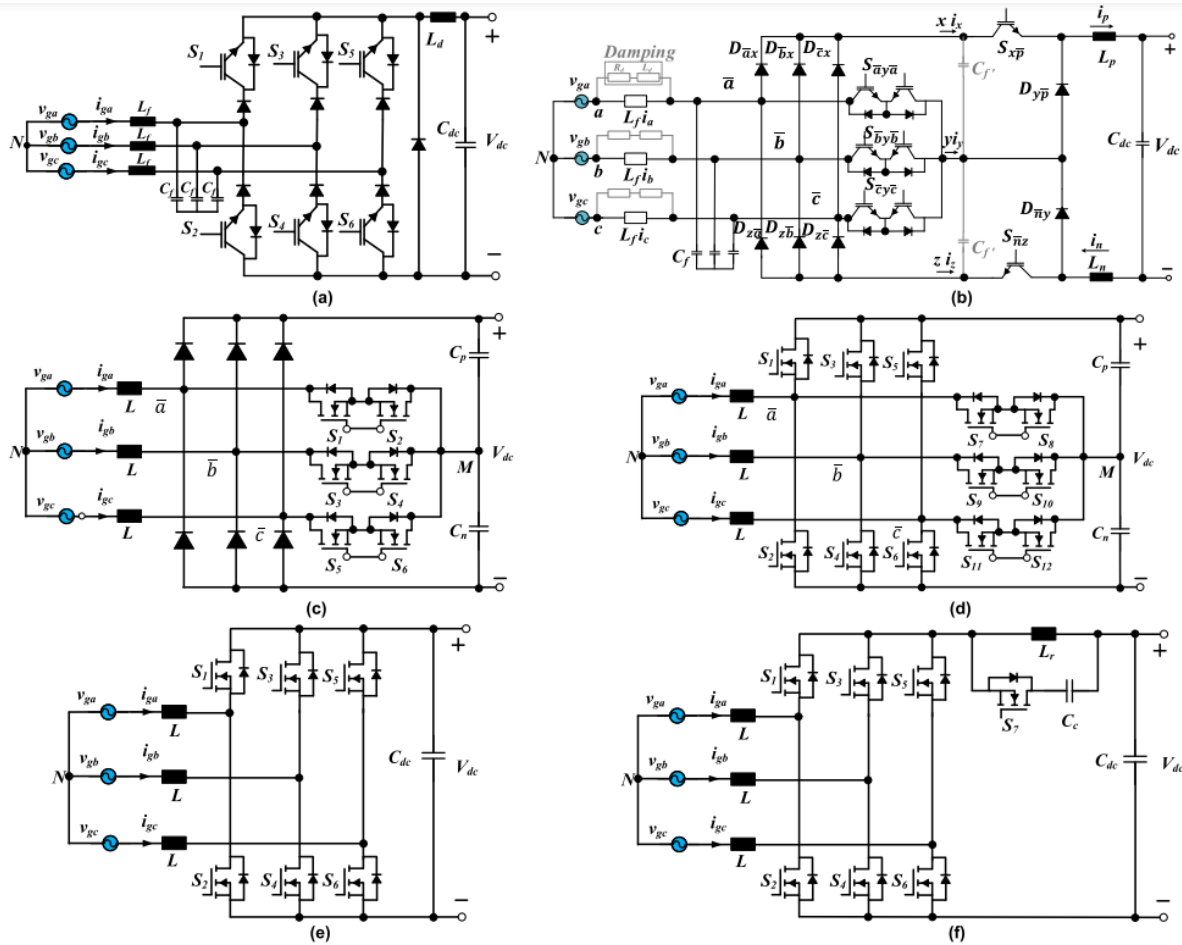 S1 S3 S5 Ld +
vga iga Lf
N vgb igb Lf Cdc Vdc
vgc igc Lf
Cf Cf Cf
S2 S4 S6 −
(a)
Damping
Rd Ld
vga a Lf ia a̅
vgb b Lf ib b̅
N
vgc c Lf ic c̅
Cf
Da̅x Db̅x Dc̅x
Dza̅ Dzb̅ Dzc̅
x ix Sxp̅ ip Lp +
Cf'
Sa̅ya̅
Sb̅yb̅ y iy
Sc̅yc̅
Dyp̅
Cdc Vdc
Dn̅y
Cf'
z iz Sn̅z in Ln −
(b)
+
Cp
vga iga L a̅ S1 S2
N vgb igb L b̅ S3 S4 M Vdc
vgc igc L c̅ S5 S6
Cn
−
(c)
S1 S3 S5 +
Cp
vga iga L a̅ S7 S8
N vgb igb L b̅ S9 S10 M Vdc
vgc igc L c̅ S11 S12
S2 S4 S6 Cn
−
(d)
S1 S3 S5 +
vga iga L
N vgb igb L Cdc Vdc
vgc igc L
S2 S4 S6 −
(e)
S1 S3 S5 Lr +
S7 Cc
vga iga L
N vgb igb L Cdc Vdc
vgc igc L
S2 S4 S6 −
(f)